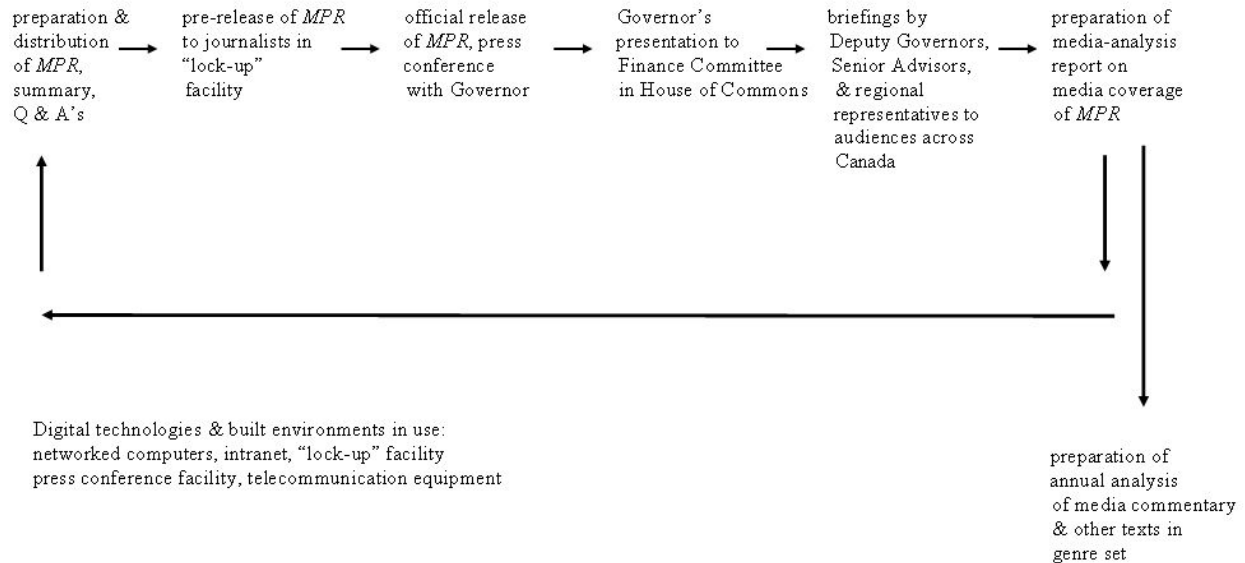 preparation &
distribution
of MPR,
summary,
Q & A's
pre-release of MPR
to journalists in
“lock-up”
facility
official release
of MPR, press
conference
with Governor
Governor's
presentation to
Finance Committee
in House of Commons
briefings by
Deputy Governors,
Senior Advisors,
& regional
representatives to
audiences across
Canada
preparation of
media-analysis
report on
media coverage
of MPR
Digital technologies & built environments in use:
networked computers, intranet, “lock-up” facility
press conference facility, telecommunication equipment
preparation of
annual analysis
of media commentary
& other texts in
genre set